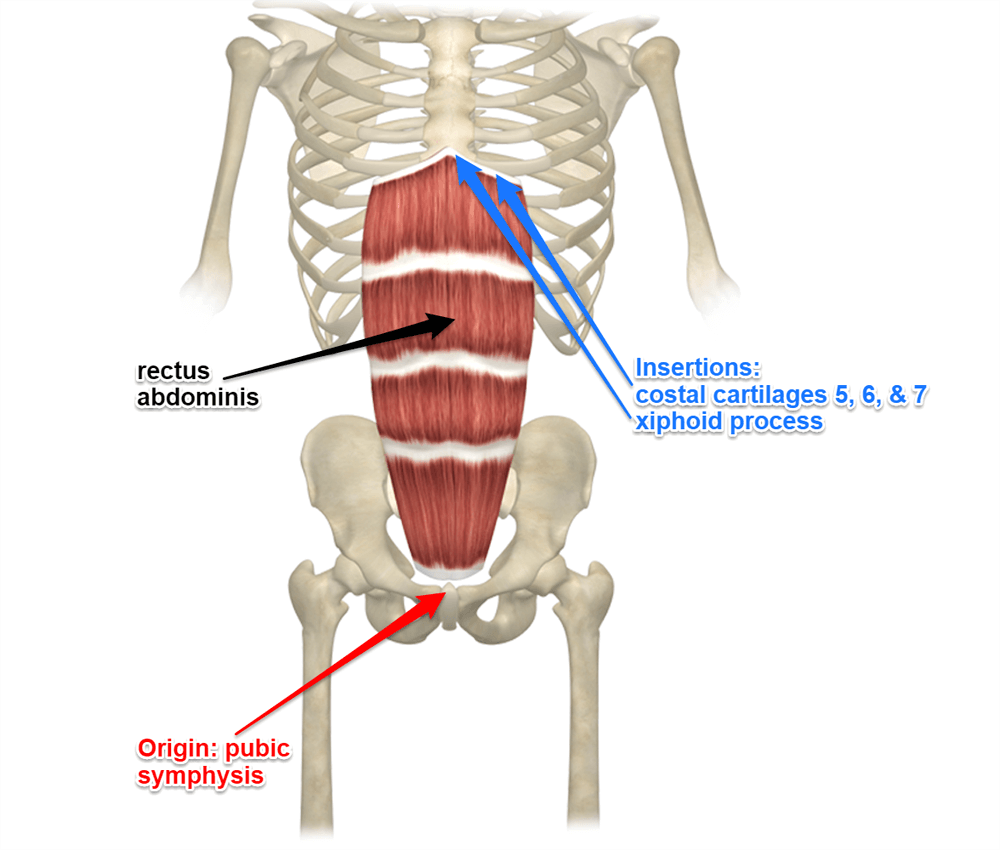 rectus
abdominis
Insertions:
costal cartilages 5, 6, & 7
xiphoid process
Origin: pubic
symphysis